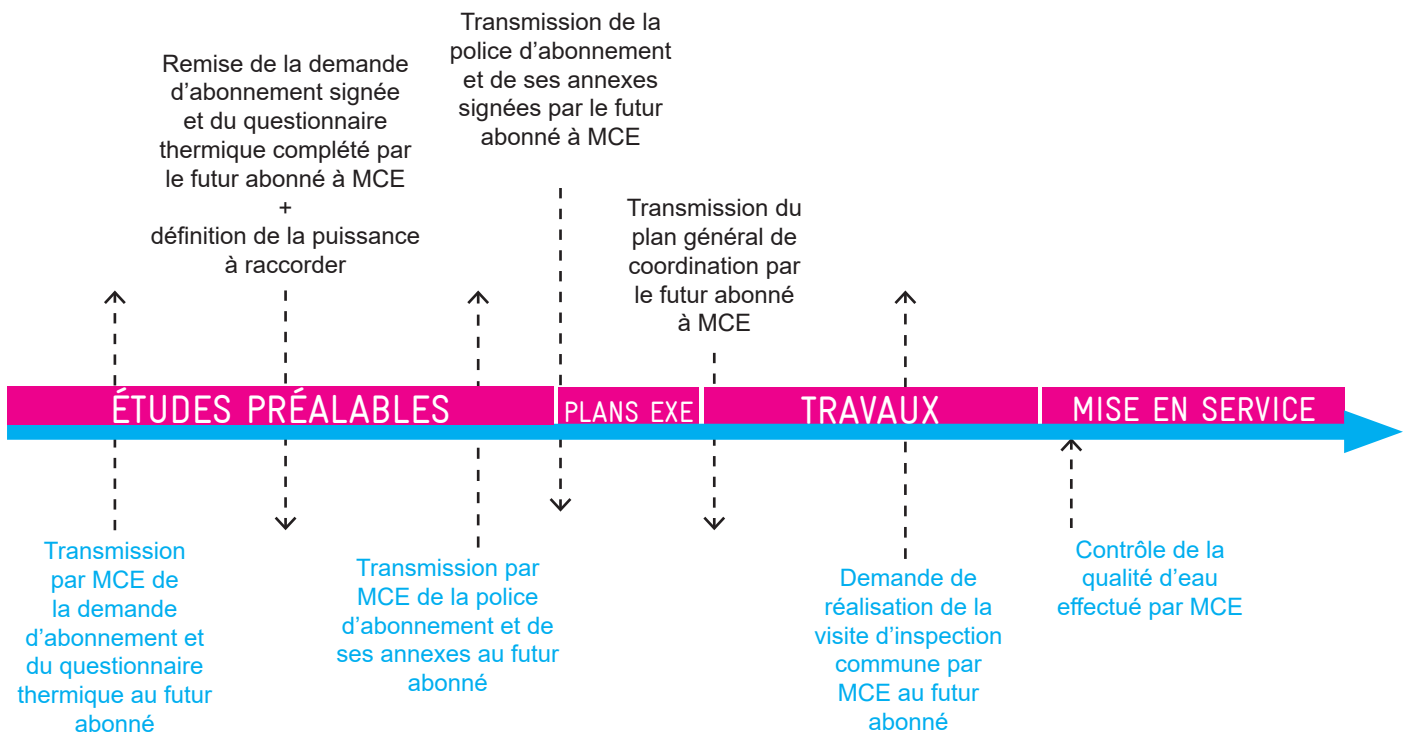 Transmission de la
police d'abonnement
et de ses annexes
signées par le futur
abonné à MCE
Remise de la demande
d'abonnement signée
et du questionnaire
thermique complété par
le futur abonné à MCE
+
définition de la puissance
à raccorder
Transmission du
plan général de
coordination par
le futur abonné
à MCE
ÉTUDES PRÉALABLES
PLANS EXE
TRAVAUX
MISE EN SERVICE
Transmission
par MCE de
la demande
d'abonnement et
du questionnaire
thermique au futur
abonné
Transmission par
MCE de la police
d'abonnement et de
ses annexes au futur
abonné
Demande de
réalisation de la
visite d'inspection
commune par
MCE au futur
abonné
Contrôle de la
qualité d'eau
effectué par MCE